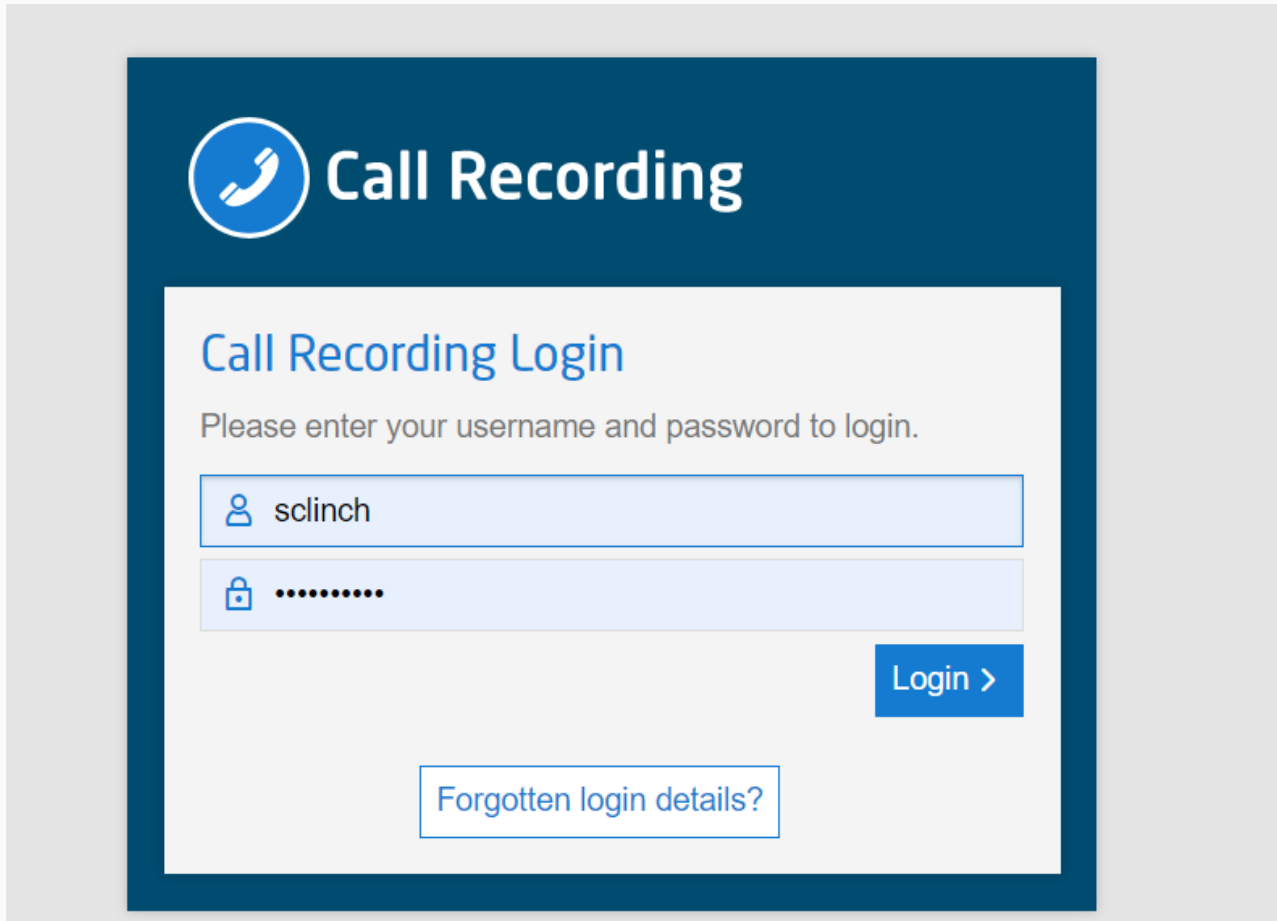 Call Recording
Call Recording Login
Please enter your username and password to login.
sclinch
••••••••••
Login >
Forgotten login details?